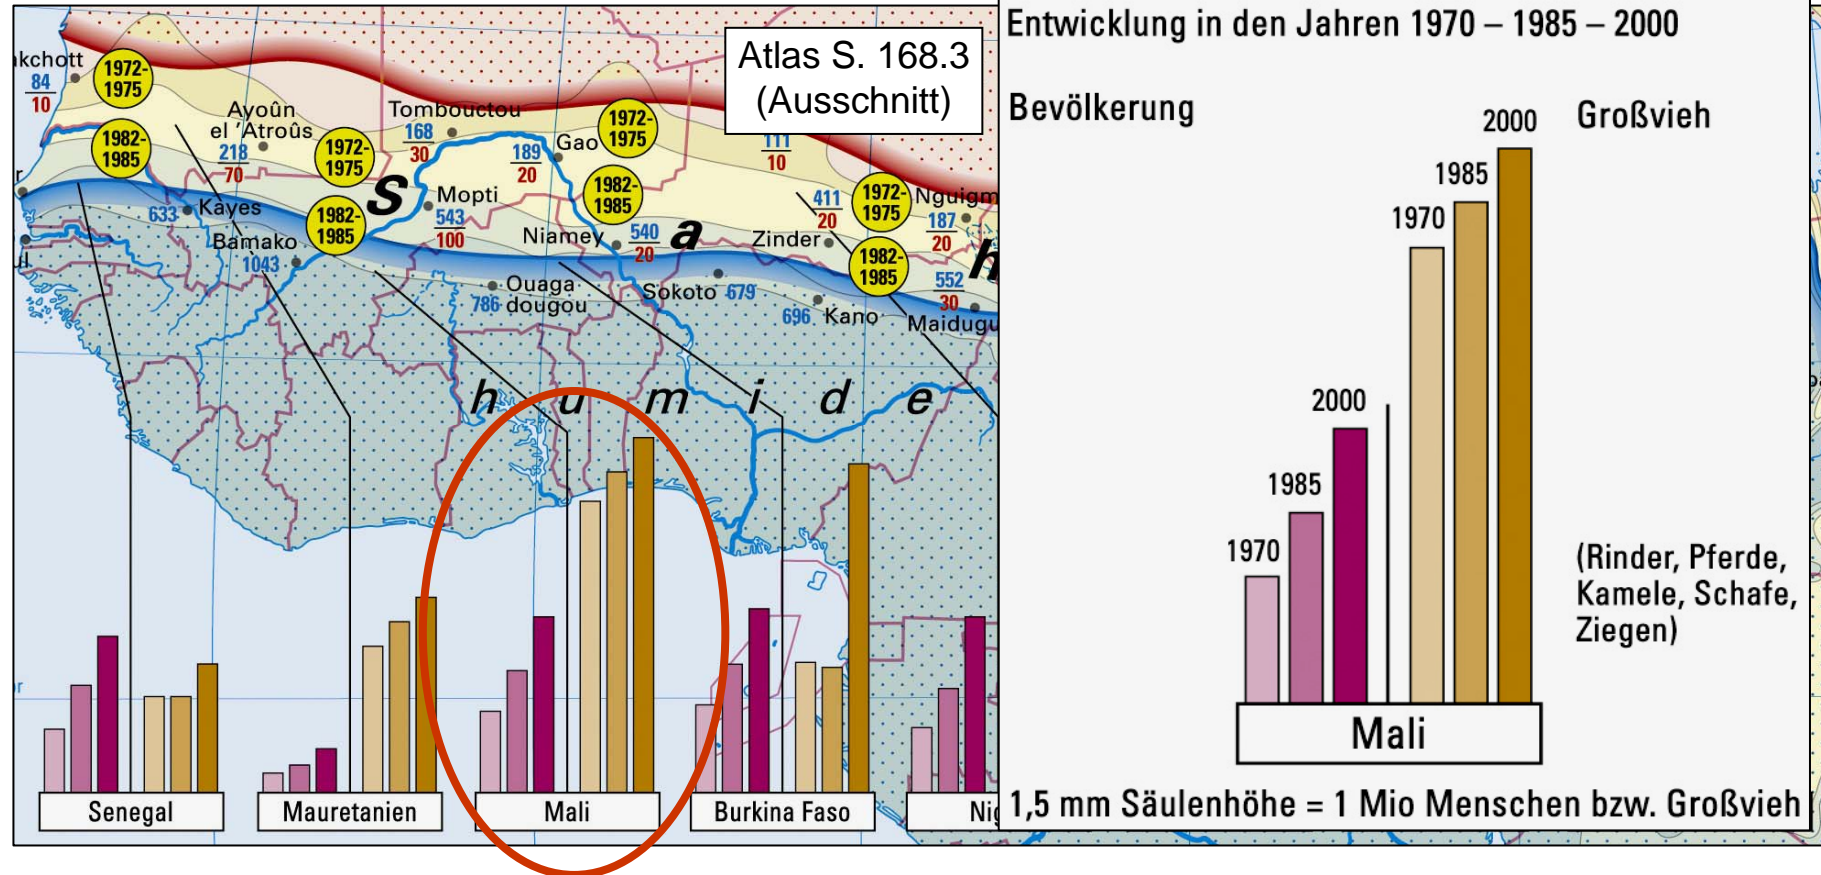 Atlas S. 168.3
(Ausschnitt)
kchott
84
10
1972-
1975
1982-
1985
Ayoûn
el 'Atroûs
218
70
1972-
1975
Tombouctou
168
30
189
20
Gao
1972-
1975
111
10
S
Mopti
543
100
1982-
1985
1982-
1985
633
Kayes
Bamako
1043
Niamey
540
20
a
Zinder
411
20
1972-
1975
Nguigm
187
20
1982-
1985
h
552
30
Ouaga
dougou
786
Sokoto 679
696 Kano
Maidugu
r
ul
h u m i d e
r
Senegal
Mauretanien
Mali
Burkina Faso
Nig
Entwicklung in den Jahren 1970 – 1985 – 2000
Bevölkerung
Großvieh
1970
1985
2000
1970
1985
2000
(Rinder, Pferde,
Kamele, Schafe,
Ziegen)
Mali
1,5 mm Säulenhöhe = 1 Mio Menschen bzw. Großvieh